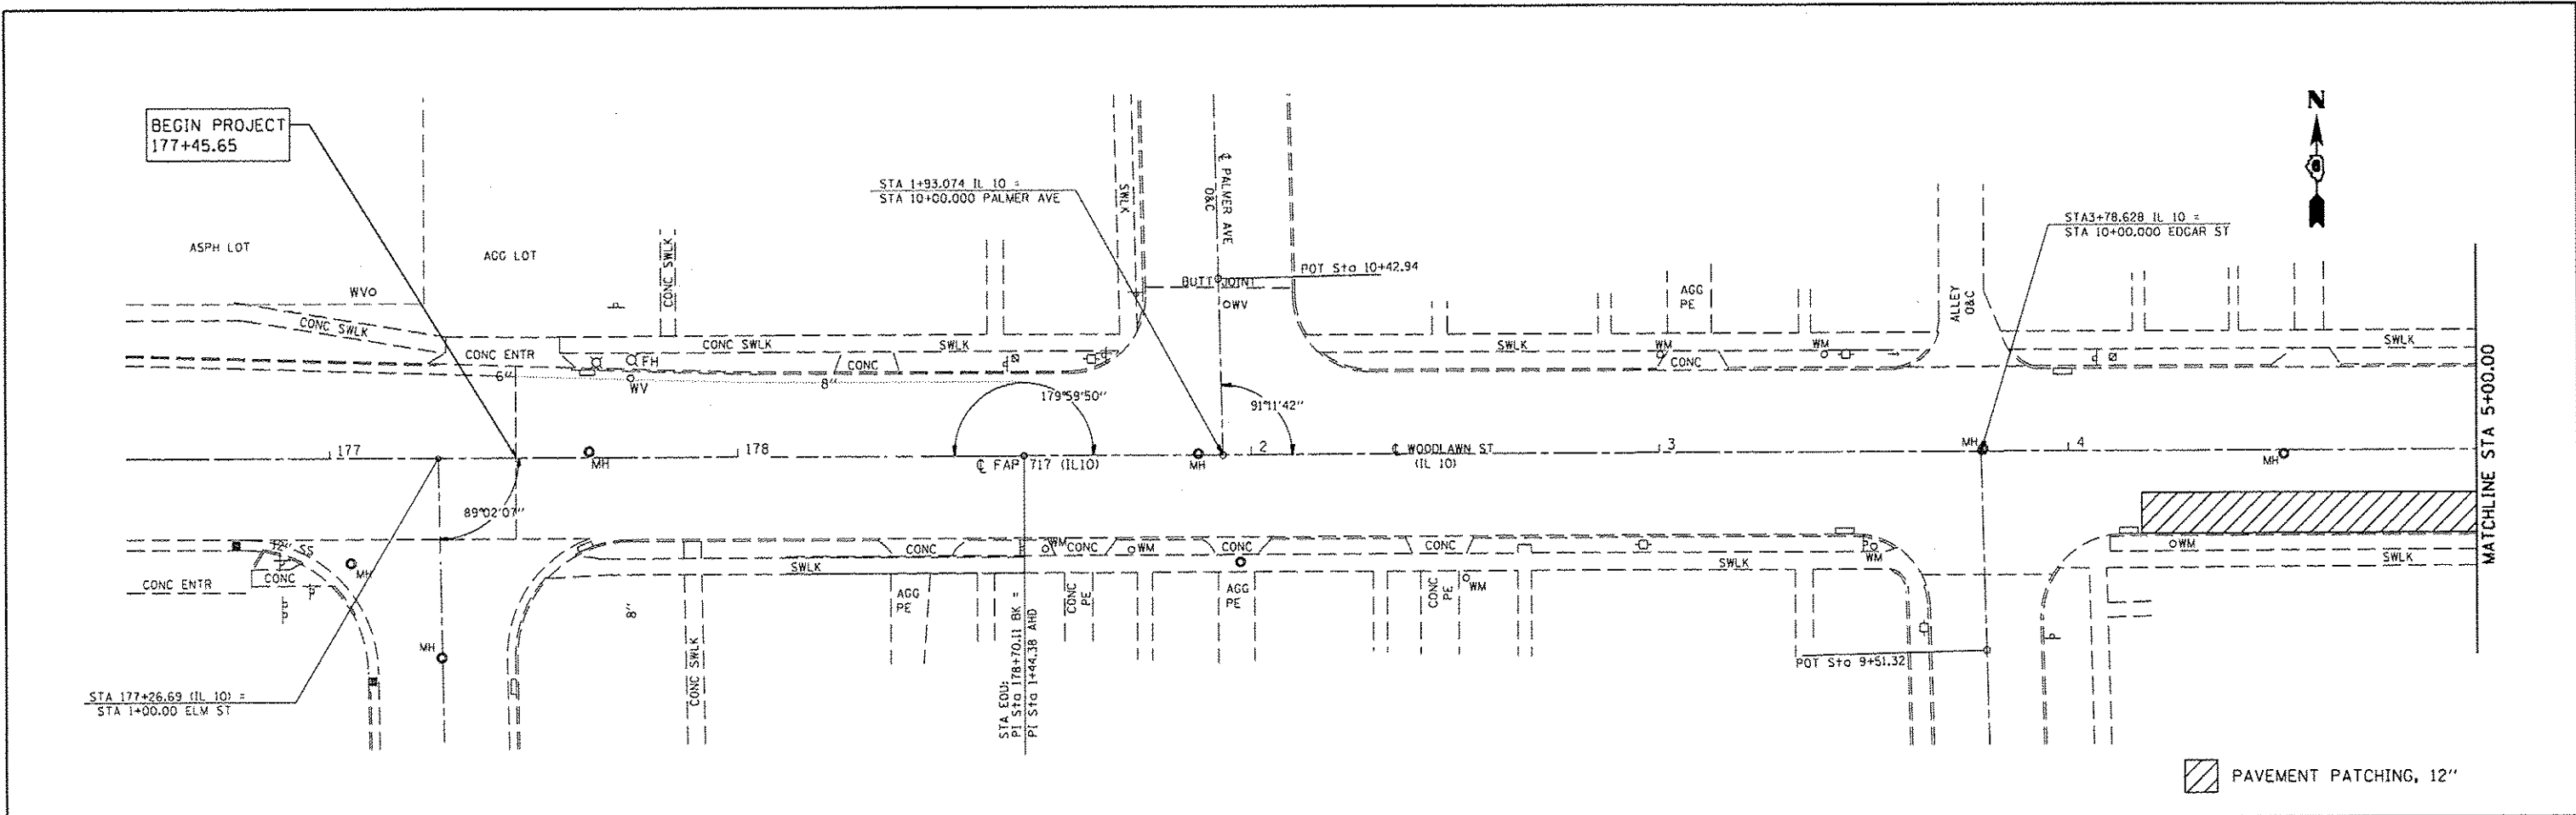 BEGIN PROJECT
177+45.65
N
STA 1+93.074 IL 10 =
STA 10+00.000 PALMER AVE
SWLK
℄ PALMER AVE
O&C
STA3+78.628 IL 10 =
STA 10+00.000 EDGAR ST
ASPH LOT
AGG LOT
CONC SWLK
POT Sta 10+42.94
BUTT JOINT
WV
WV
AGG
PE
ALLEY
O&C
CONC SWLK
CONC ENTR
FH
CONC SWLK
CONC
SWLK
SWLK
WM
CONC
WM
SWLK
6"
WV
8"
179°59'50"
91°11'42"
177
MH
178
℄ FAP 717 (IL10)
MH
2
℄ WOODLAWN ST
(IL 10)
3
MH
4
MH
MATCHLINE STA 5+00.00
89°02'07"
12" SS
MH
CONC
CONC ENTR
SWLK
CONC
WM
CONC
WM
CONC
CONC
WM
SWLK
WM
WM
SWLK
8"
AGG
PE
CONC
PE
AGG
PE
CONC
PE
MH
CONC SWLK
STA EQU:
PI Sta 178+70.11 BK =
PI Sta 1+44.38 AHD
POT Sta 9+51.32
STA 177+26.69 (IL 10) =
STA 1+00.00 ELM ST
PAVEMENT PATCHING, 12"